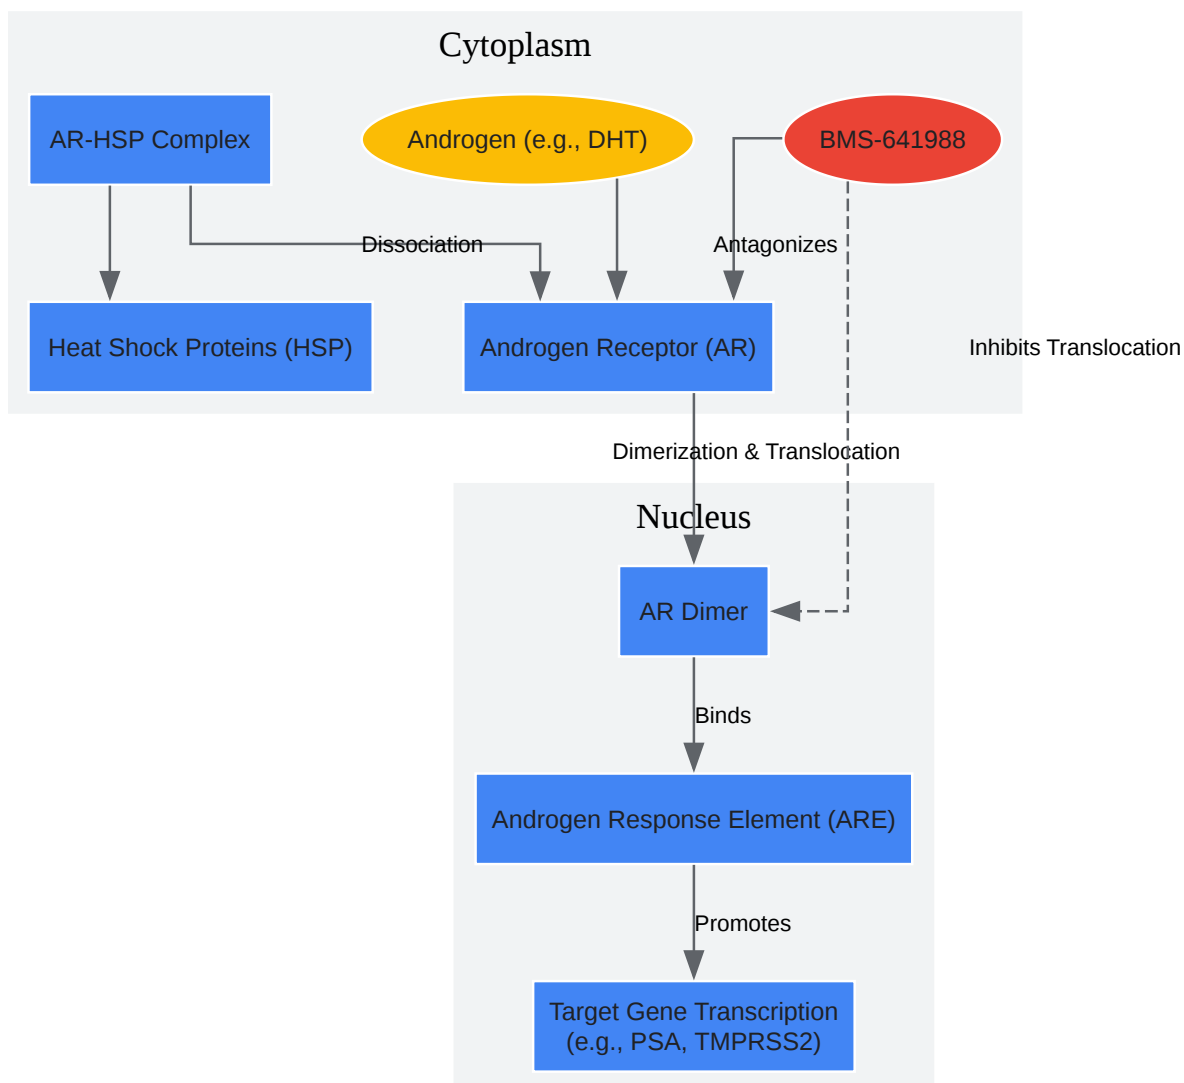 Cytoplasm
AR-HSP Complex
Androgen (e.g., DHT)
BMS-641988
Dissociation
Antagonizes
Heat Shock Proteins (HSP)
Androgen Receptor (AR)
Inhibits Translocation
Dimerization & Translocation
Nucleus
AR Dimer
Binds
Androgen Response Element (ARE)
Promotes
Target Gene Transcription
(e.g., PSA, TMPRSS2)